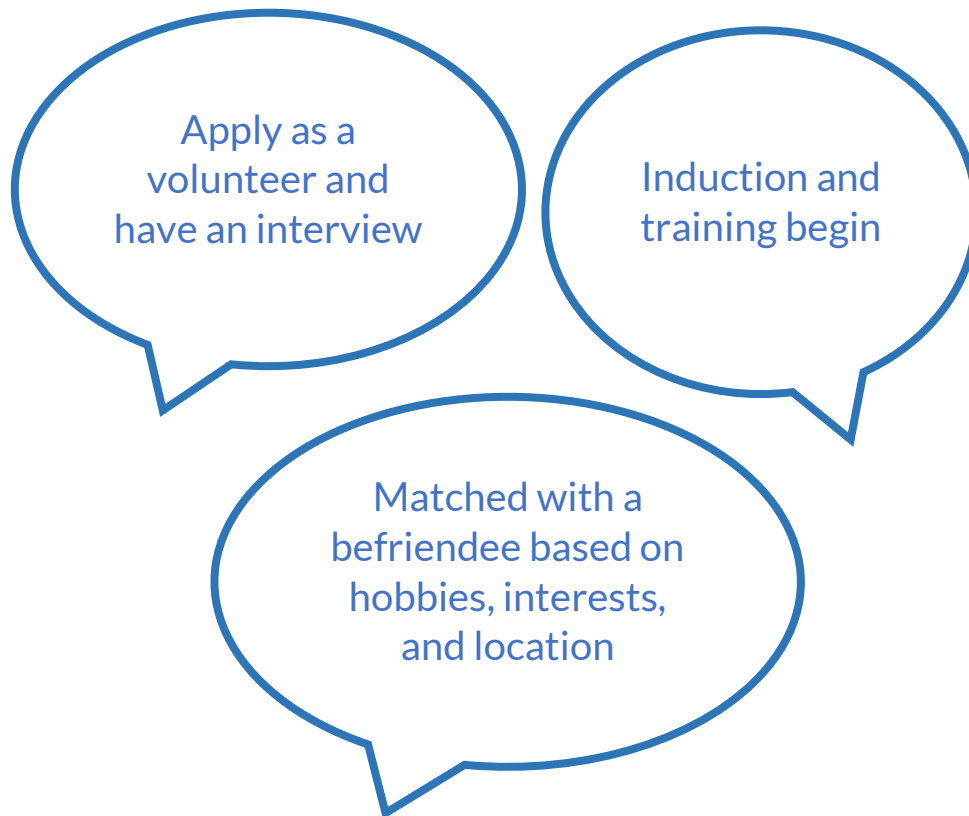 Apply as a
volunteer and
have an interview
Induction and
training begin
Matched with a
befriendee based on
hobbies, interests,
and location